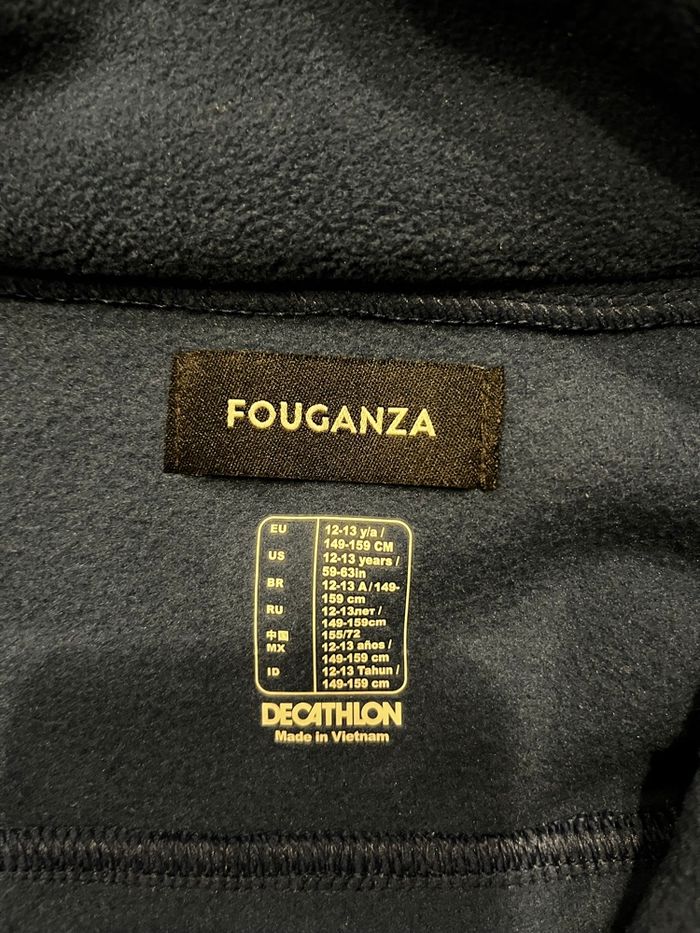 FOUGANZA
EU 12-13 y/a /
149-159 CM
US 12-13 years /
59-63in
BR 12-13 A / 149-
159 cm
RU 12-13лет /
149-159cm
中国 155/72
MX 12-13 años /
149-159 cm
ID 12-13 Tahun /
149-159 cm
DECATHLON
Made in Vietnam